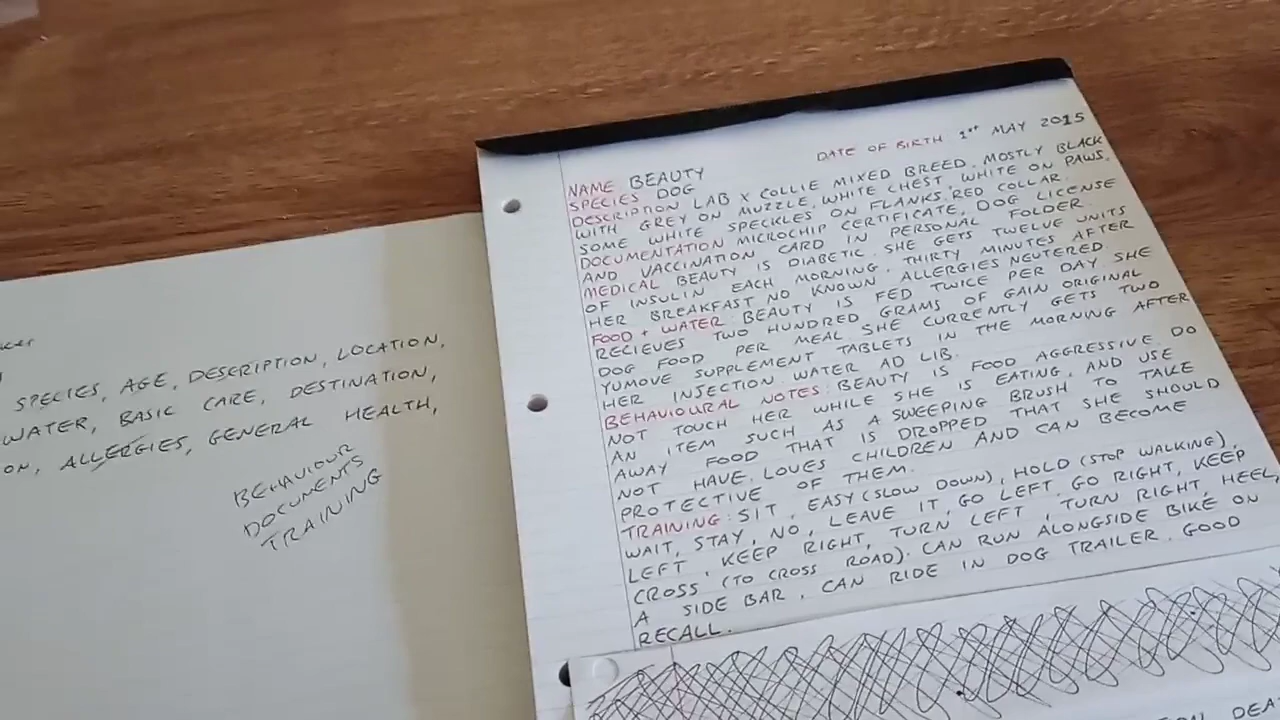 SPECIES, AGE, DESCRIPTION, LOCATION,
WATER, BASIC CARE, DESTINATION,
ON, ALLERGIES, GENERAL HEALTH,
BEHAVIOUR
DOCUMENTS
TRAINING
DATE OF BIRTH 1ST MAY 2015
NAME BEAUTY
SPECIES DOG
DESCRIPTION LAB X COLLIE MIXED BREED. MOSTLY BLACK
WITH GREY ON MUZZLE, WHITE CHEST, WHITE ON PAWS,
SOME WHITE SPECKLES ON FLANKS. RED COLLAR.
DOCUMENTATION MICROCHIP CERTIFICATE, DOG LICENSE
AND VACCINATION CARD IN PERSONAL FOLDER.
MEDICAL BEAUTY IS DIABETIC. SHE GETS TWELVE UNITS
OF INSULIN EACH MORNING. THIRTY MINUTES AFTER
HER BREAKFAST NO KNOWN ALLERGIES NEUTERED.
FOOD + WATER: BEAUTY IS FED TWICE PER DAY SHE
RECIEVES TWO HUNDRED GRAMS OF GAIN ORIGINAL
DOG FOOD PER MEAL SHE CURRENTLY GETS TWO
YUMOVE SUPPLEMENT TABLETS IN THE MORNING AFTER
HER INSECTION. WATER AD LIB.
BEHAVIOURAL NOTES: BEAUTY IS FOOD AGGRESSIVE. DO
NOT TOUCH HER WHILE SHE IS EATING, AND USE
AN ITEM SUCH AS A SWEEPING BRUSH TO TAKE
AWAY FOOD THAT IS DROPPED THAT SHE SHOULD
NOT HAVE. LOVES CHILDREN AND CAN BECOME
PROTECTIVE OF THEM.
TRAINING: SIT, EASY (SLOW DOWN), HOLD (STOP WALKING),
WAIT, STAY, NO, LEAVE IT, GO LEFT, GO RIGHT, KEEP
LEFT, KEEP RIGHT, TURN LEFT, TURN RIGHT, HEEL,
CROSS (TO CROSS ROAD). CAN RUN ALONGSIDE BIKE ON
A SIDE BAR, CAN RIDE IN DOG TRAILER. GOOD
RECALL.